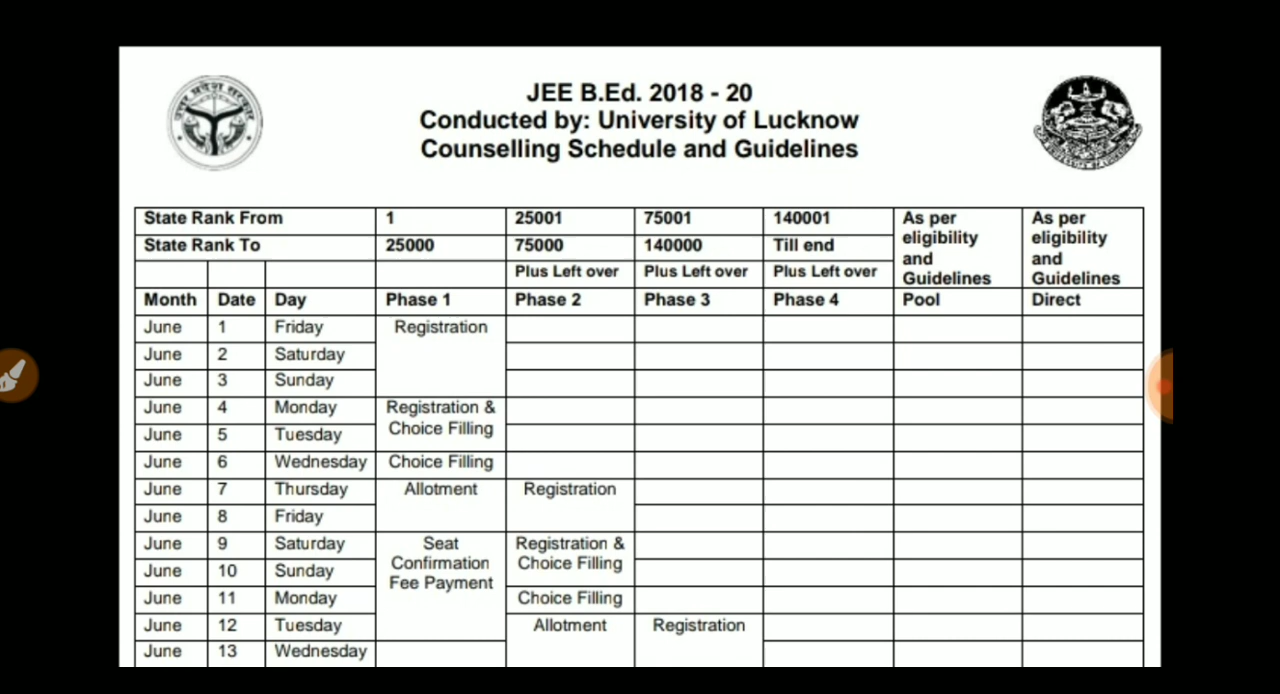 JEE B.Ed. 2018 - 20
Conducted by: University of Lucknow
Counselling Schedule and Guidelines
State Rank From 1 25001 75001 140001 As per eligibility and Guidelines As per eligibility and Guidelines
State Rank To 25000 75000 140000 Till end
Plus Left over Plus Left over Plus Left over
Month Date Day Phase 1 Phase 2 Phase 3 Phase 4 Pool Direct
June 1 Friday Registration
June 2 Saturday
June 3 Sunday
June 4 Monday Registration &
Choice Filling
June 5 Tuesday
June 6 Wednesday Choice Filling
June 7 Thursday Allotment Registration
June 8 Friday
June 9 Saturday Seat Confirmation Fee Payment Registration & Choice Filling
June 10 Sunday
June 11 Monday Choice Filling
June 12 Tuesday Allotment Registration
June 13 Wednesday